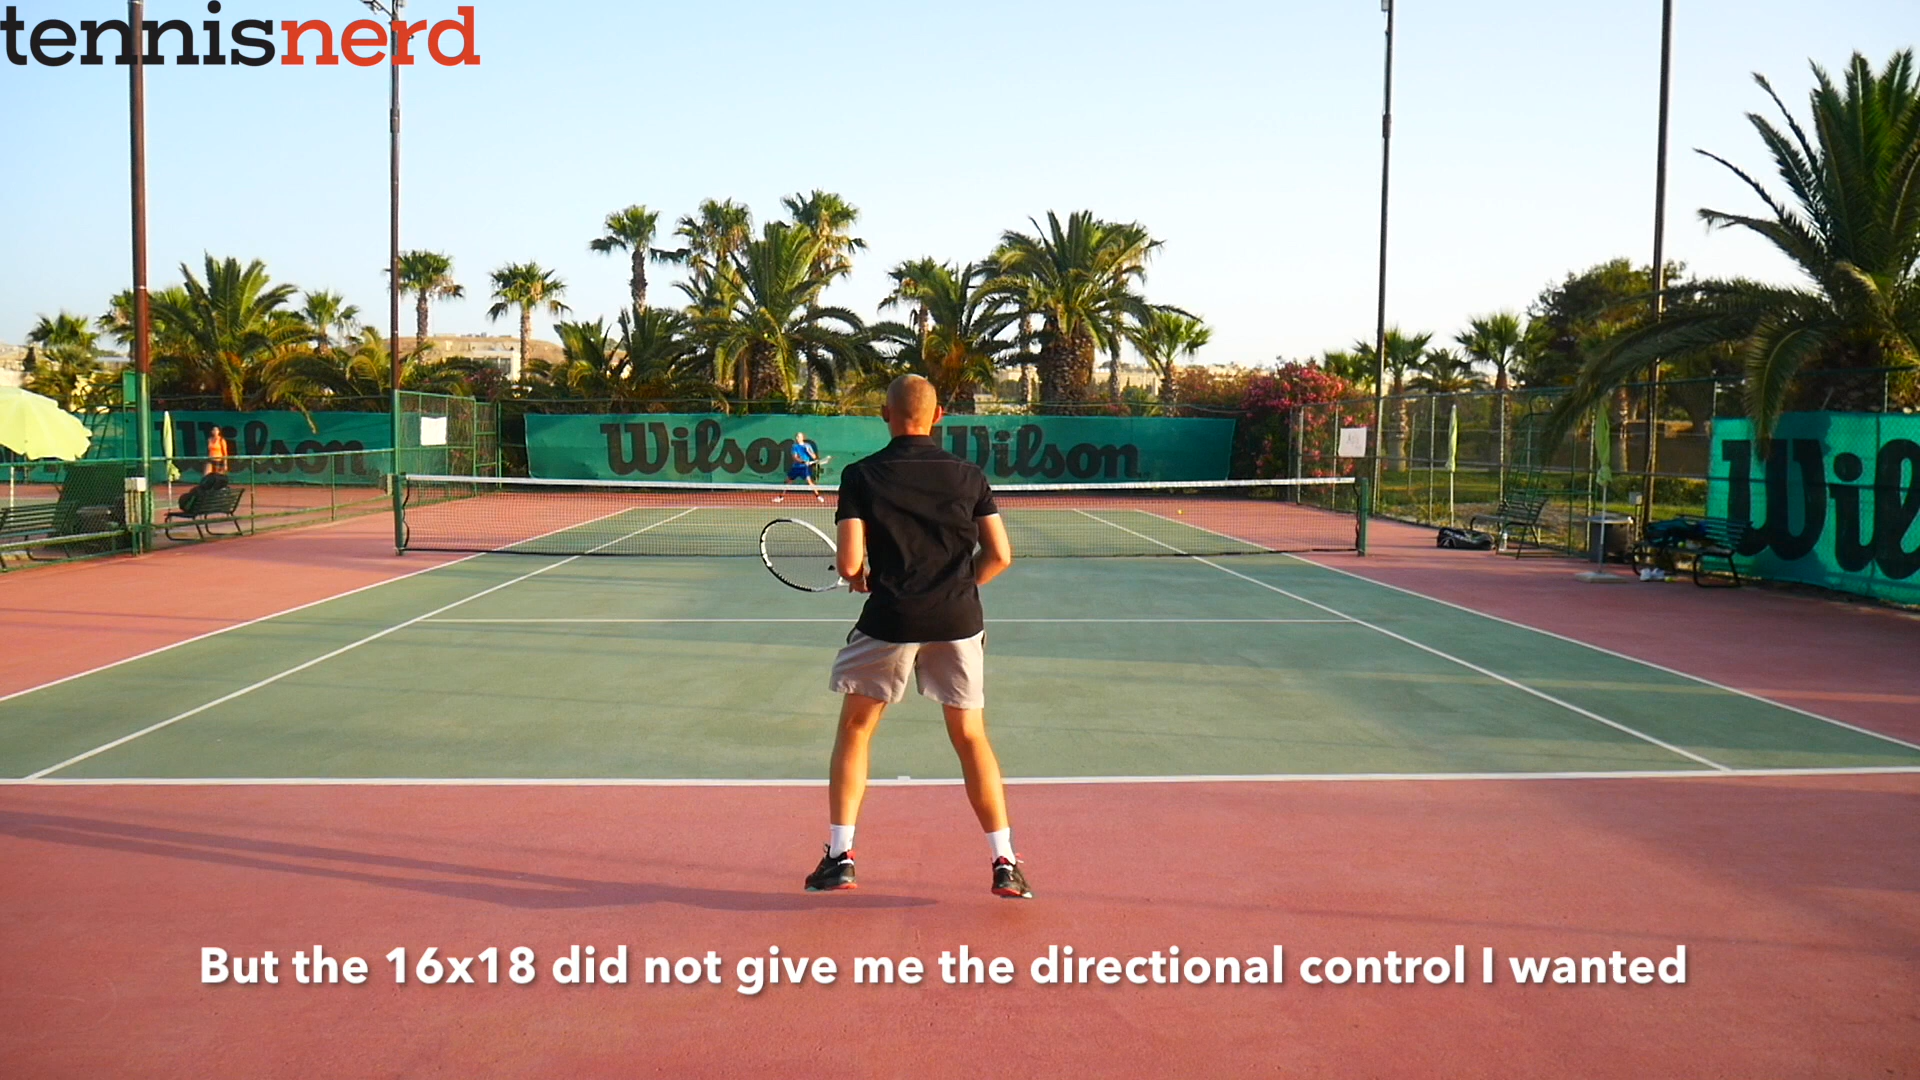 tennisnerd
Wilson
Wilson
Wilson
Wil
But the 16x18 did not give me the directional control I wanted